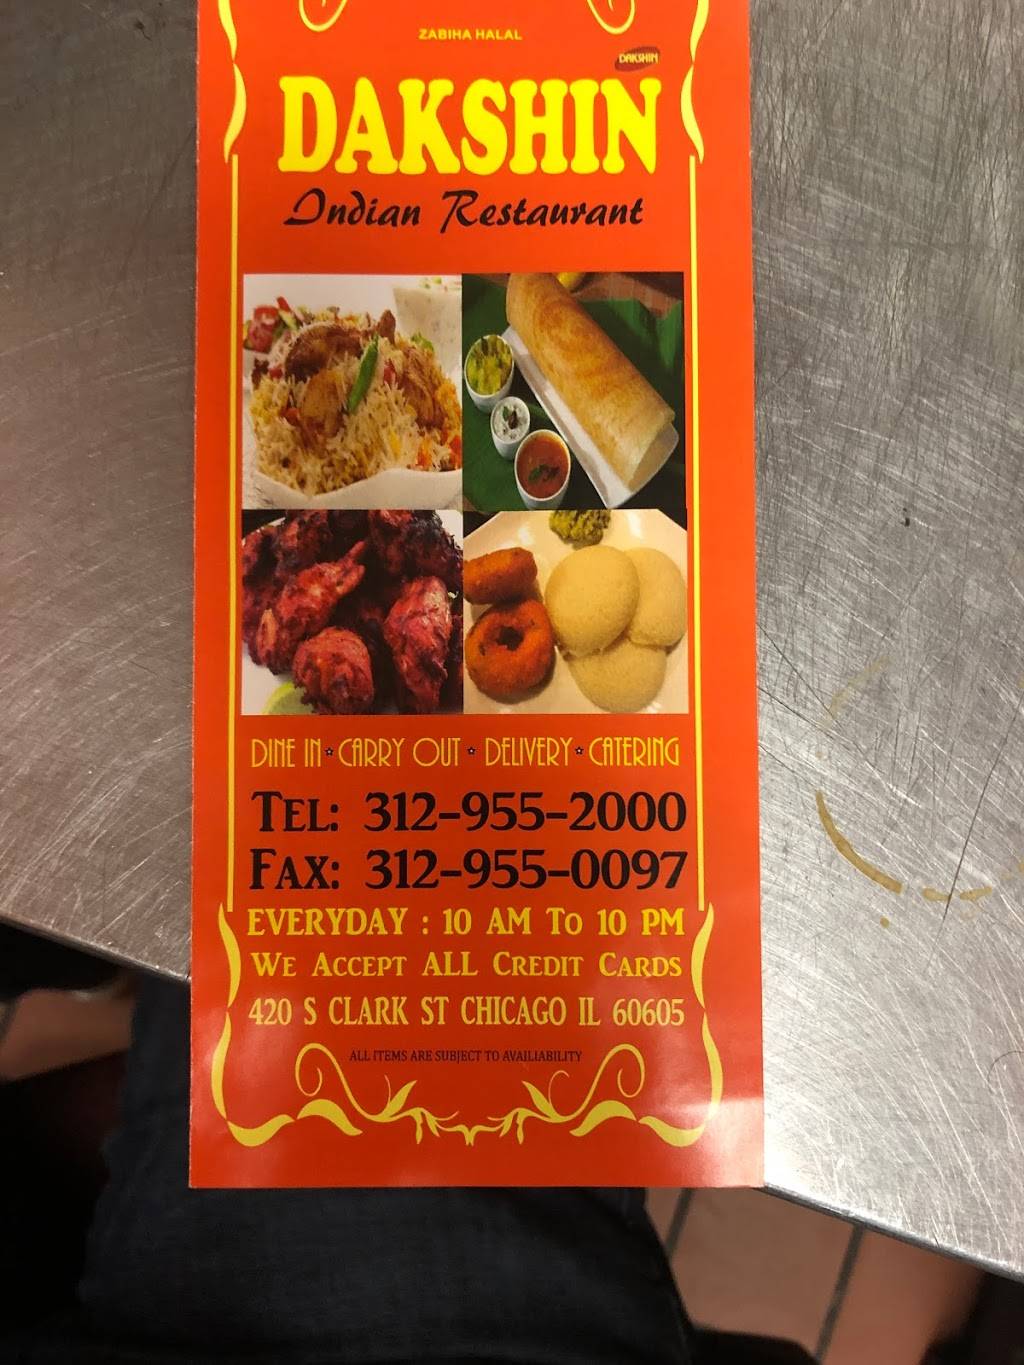 ZABIHA HALAL
DAKSHIN
DAKSHIN
Indian Restaurant
DINE IN ★ CARRY OUT ★ DELIVERY ★ CATERING
TEL: 312-955-2000
FAX: 312-955-0097
EVERYDAY : 10 AM TO 10 PM
WE ACCEPT ALL CREDIT CARDS
420 S CLARK ST CHICAGO IL 60605
ALL ITEMS ARE SUBJECT TO AVAILIABILITY